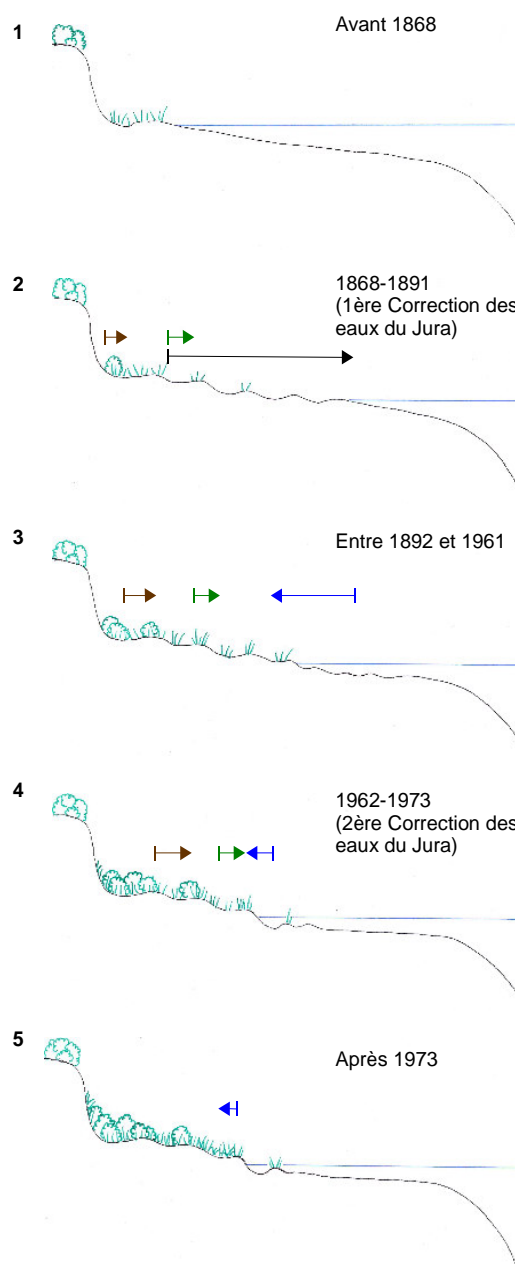 1
Avant 1868
2
1868-1891
(1ère Correction des
eaux du Jura)
3
Entre 1892 et 1961
4
1962-1973
(2ère Correction des
eaux du Jura)
5
Après 1973